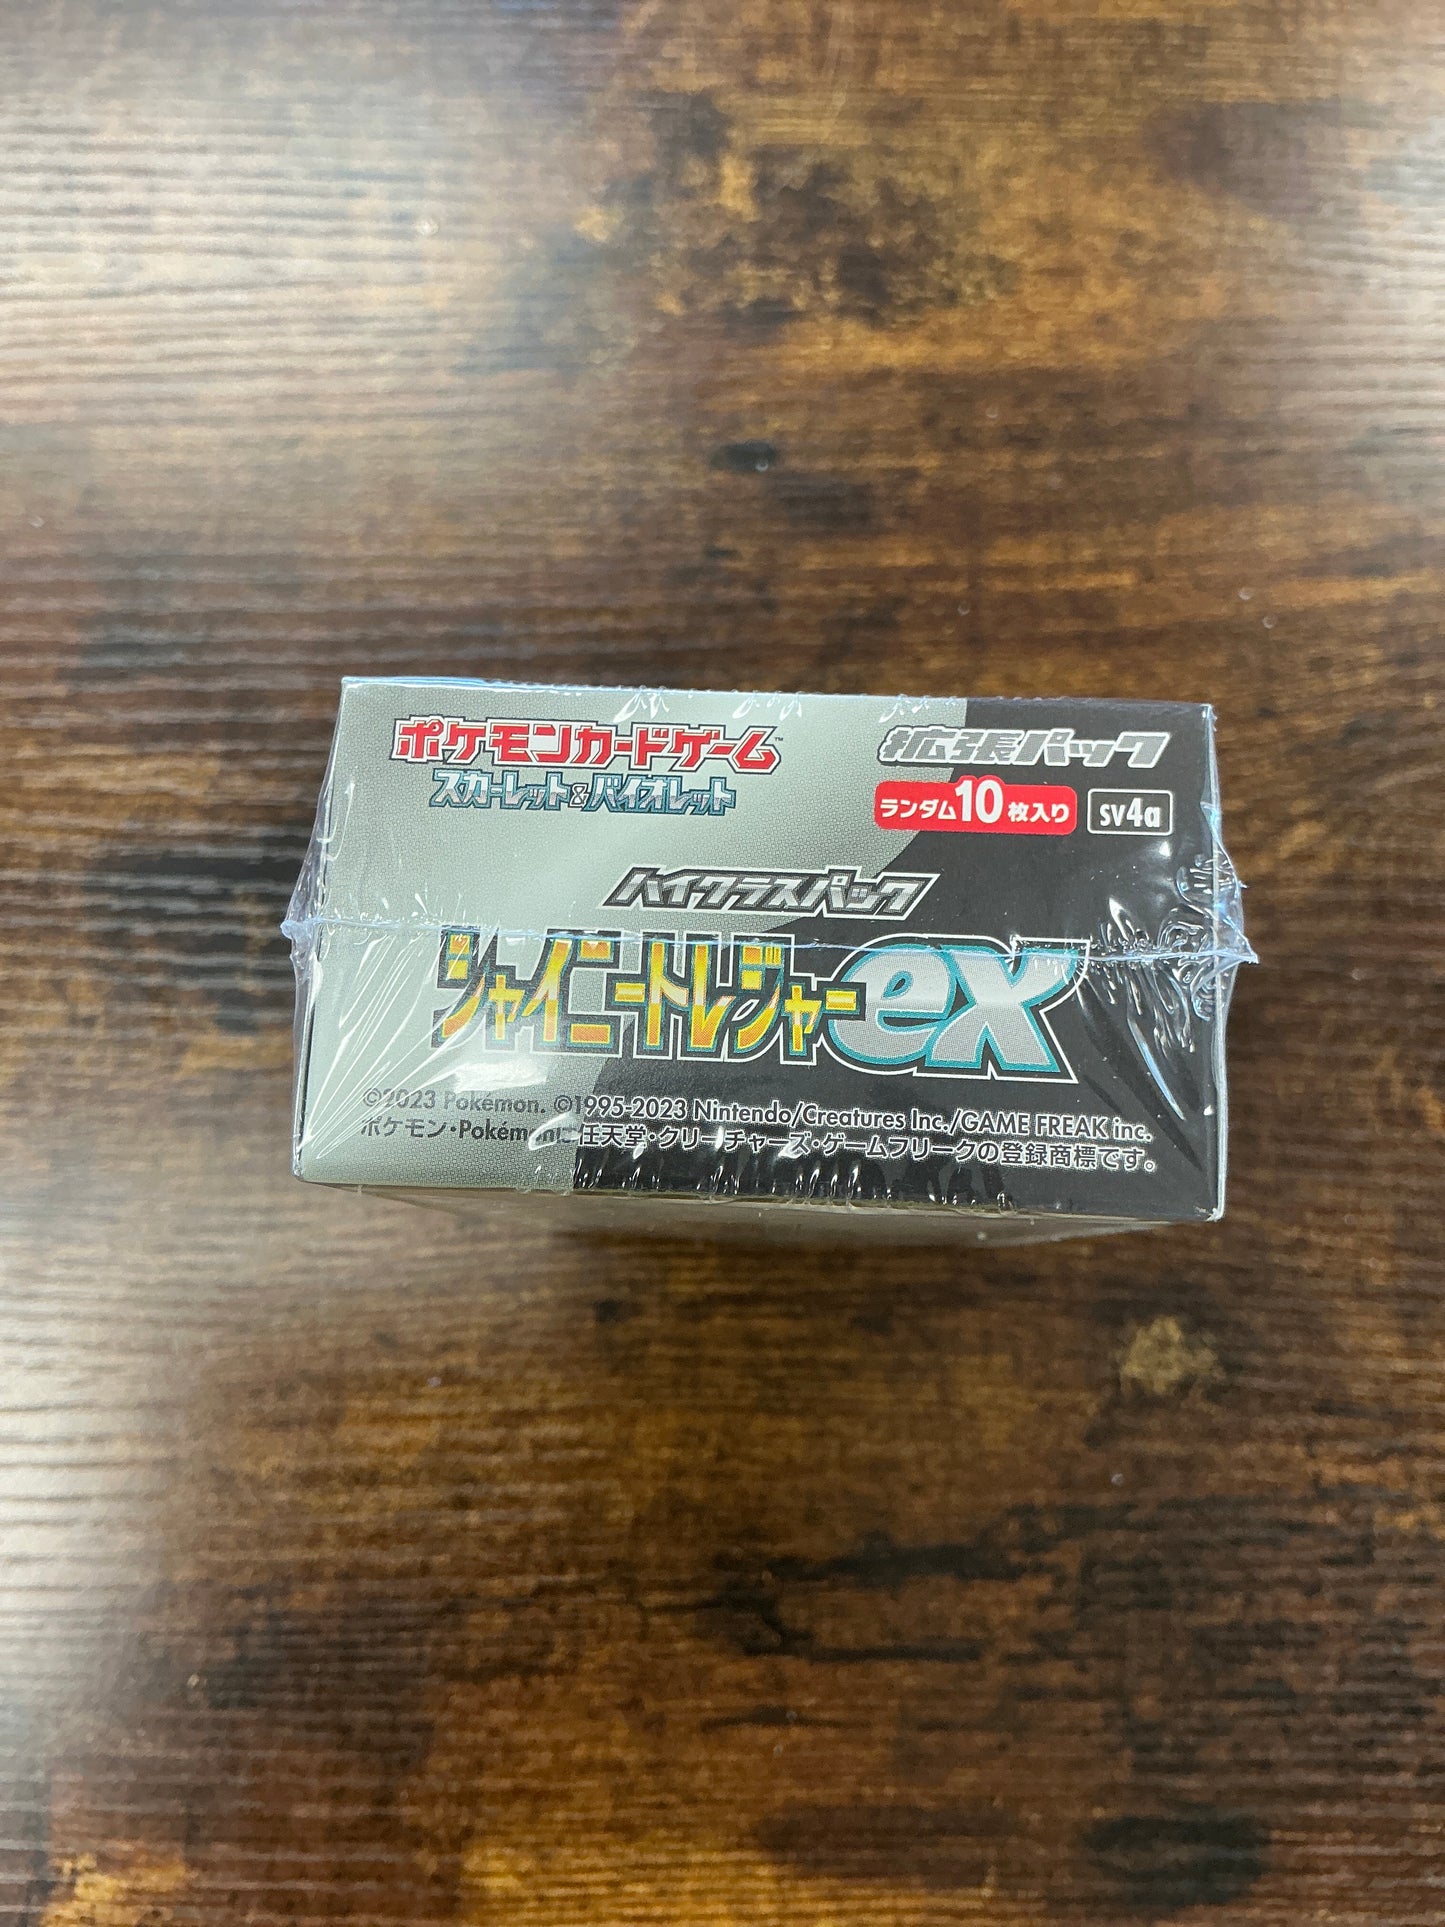 ポケモンカードゲーム™
スカーレット&バイオレット
拡張パック
ランダム10枚入り
sv4a
ハイクラスパック
シャイニートレジャーex
©2023 Pokémon. ©1995-2023 Nintendo/Creatures Inc./GAME FREAK inc.
ポケモン・Pokémonは任天堂・クリーチャーズ・ゲームフリークの登録商標です。